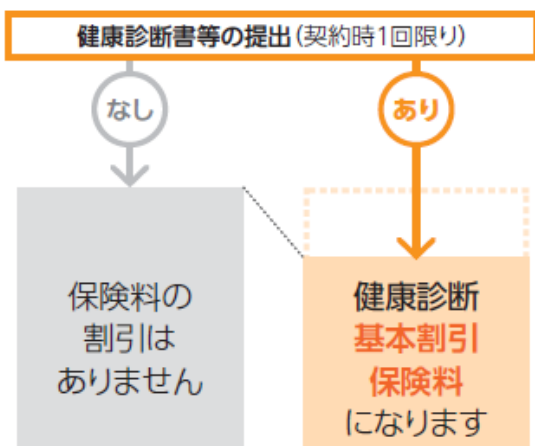 健康診断書等の提出(契約時1回限り)
なし
あり
保険料の
割引は
ありません
健康診断
基本割引
保険料
になります